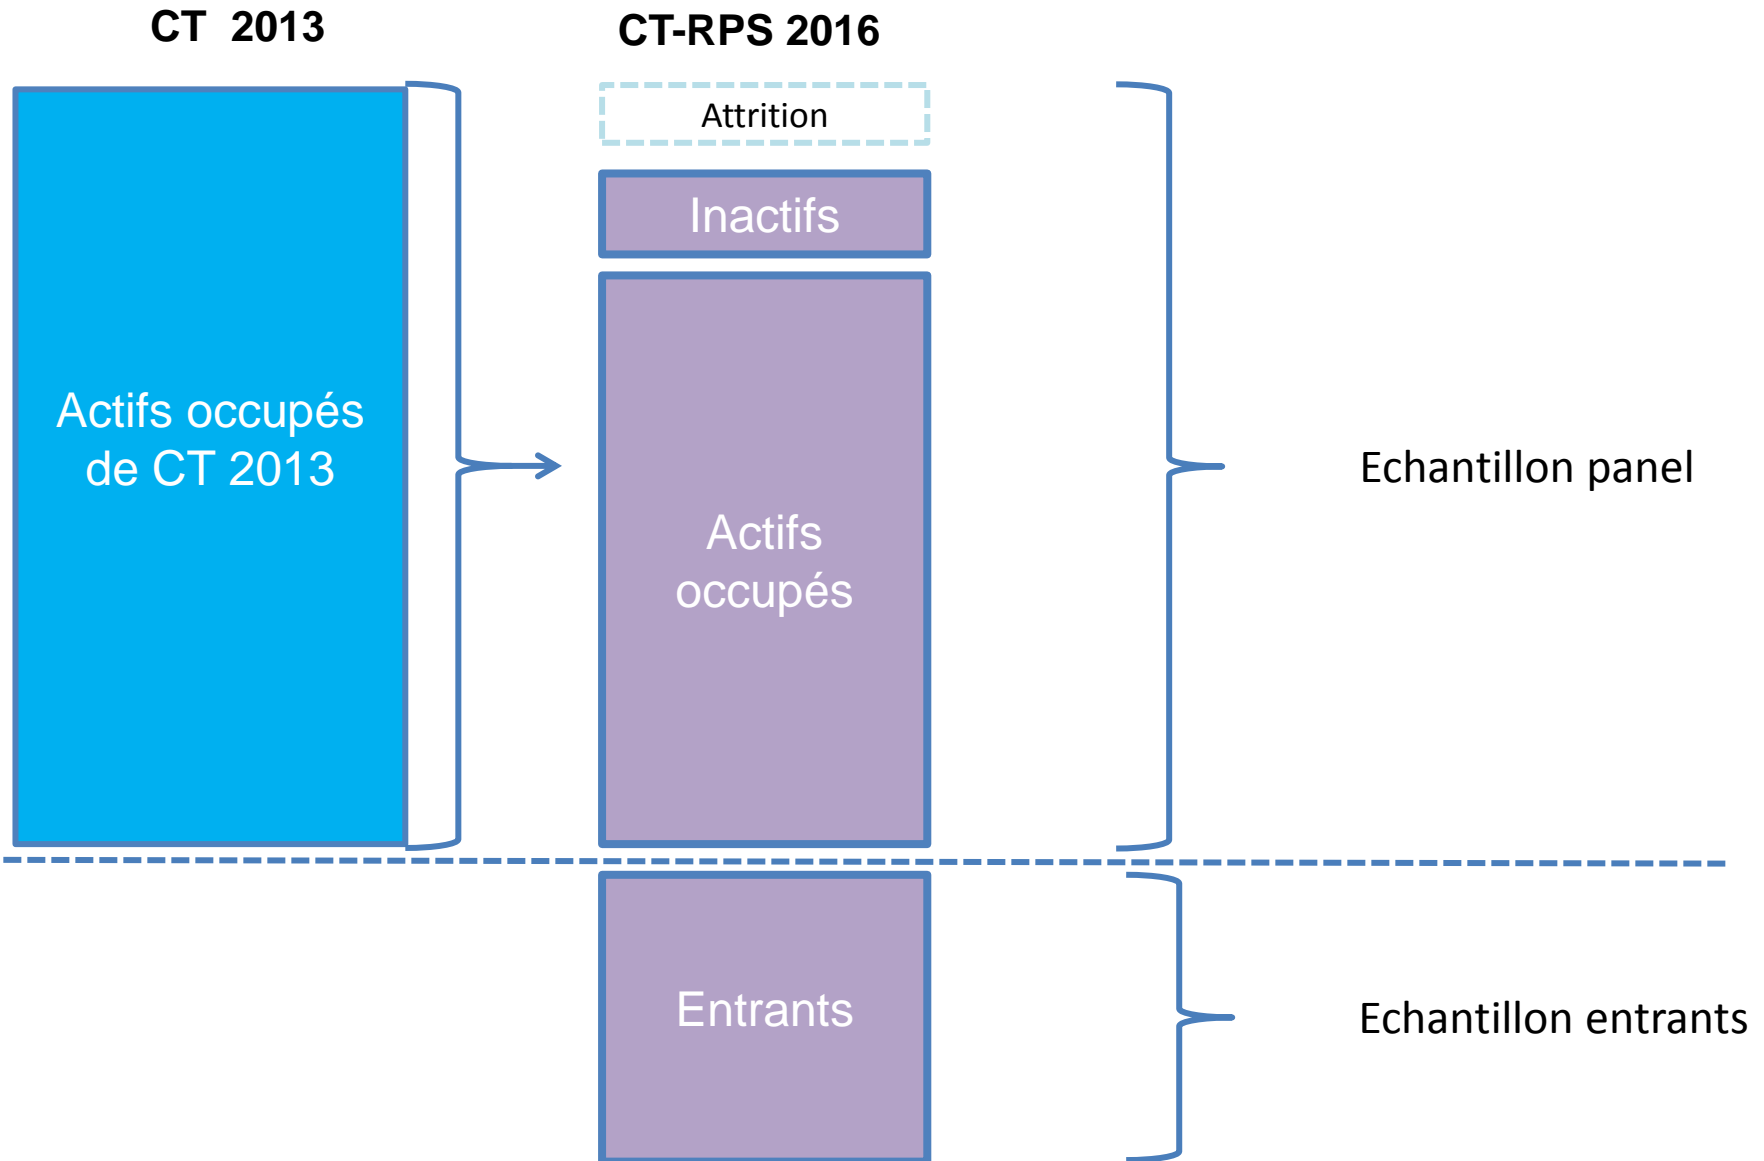 CT 2013
CT-RPS 2016
Attrition
Inactifs
Actifs occupés
de CT 2013
Actifs
occupés
Echantillon panel
Entrants
Echantillon entrants